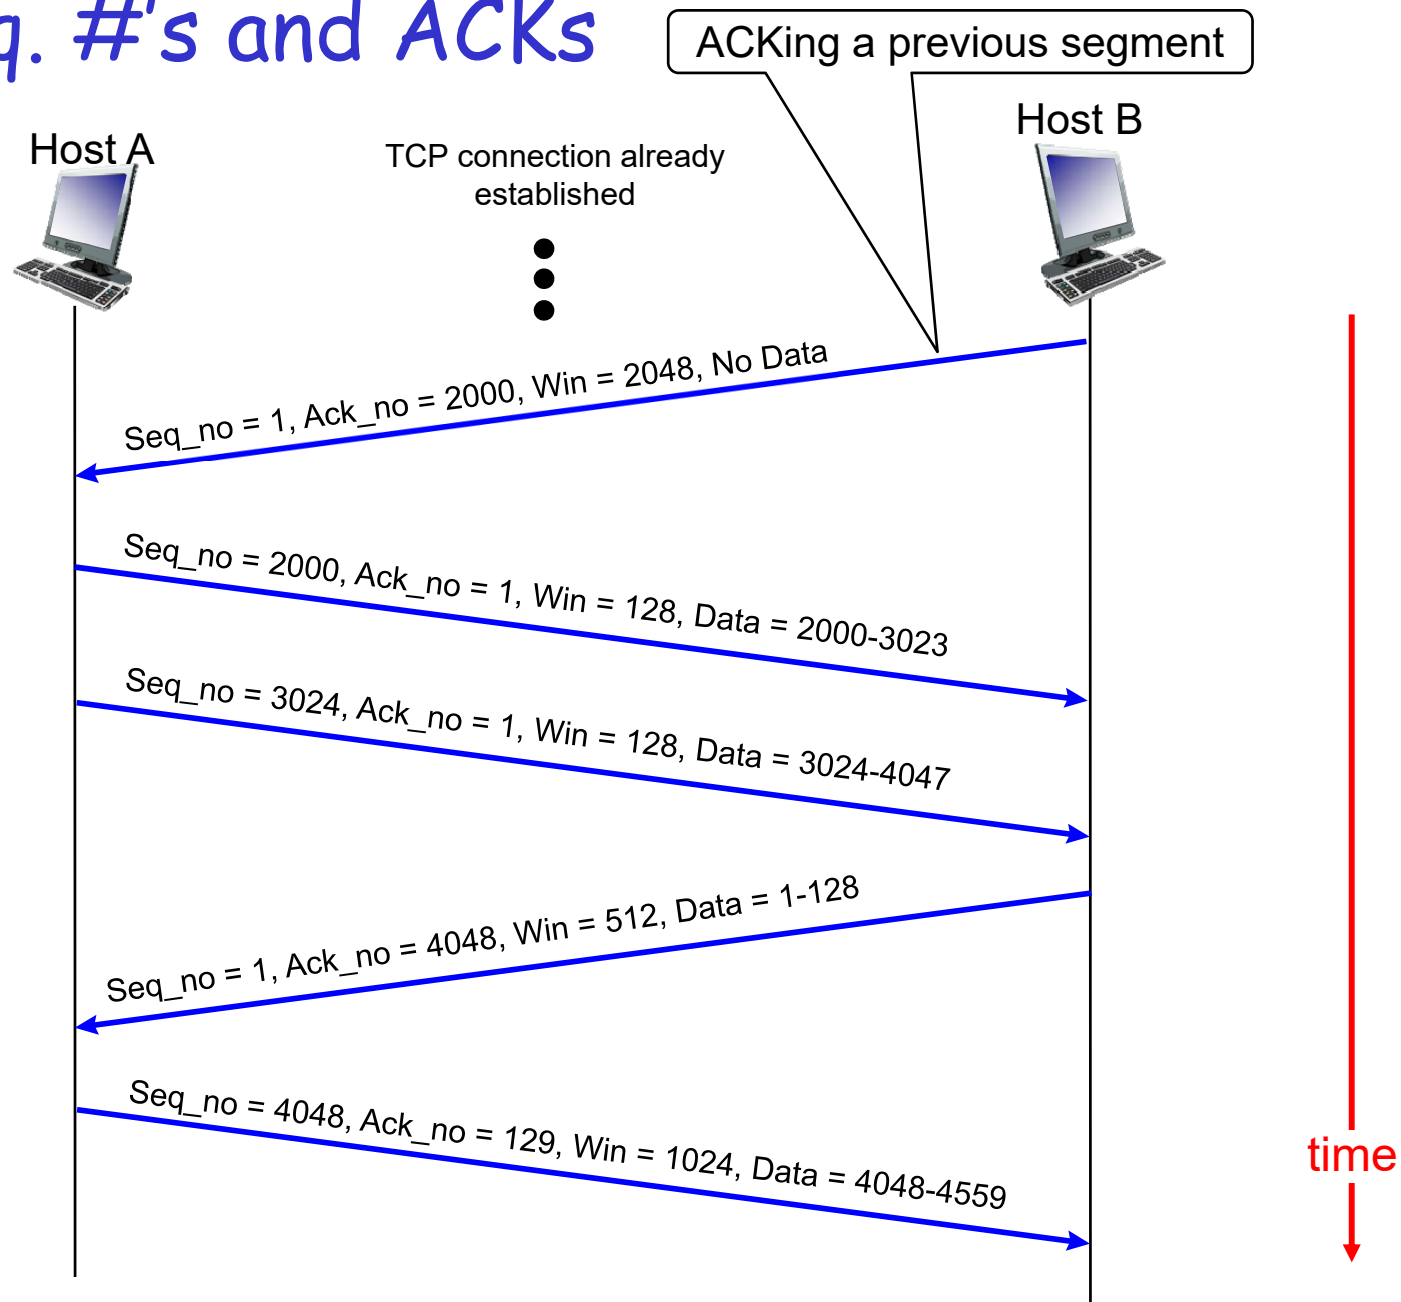 q. #'s and ACKs
ACKing a previous segment
Host A
Host B
TCP connection already
established
Seq_no = 1, Ack_no = 2000, Win = 2048, No Data
Seq_no = 2000, Ack_no = 1, Win = 128, Data = 2000-3023
Seq_no = 3024, Ack_no = 1, Win = 128, Data = 3024-4047
Seq_no = 1, Ack_no = 4048, Win = 512, Data = 1-128
Seq_no = 4048, Ack_no = 129, Win = 1024, Data = 4048-4559
time